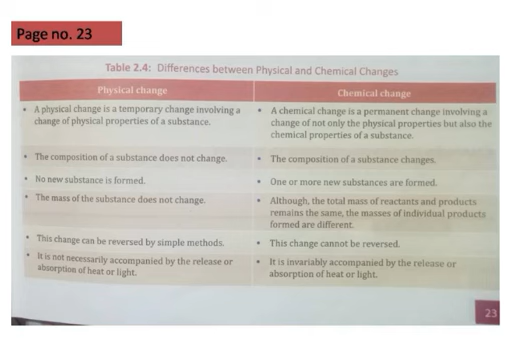 Page no. 23
Table 2.4: Differences between Physical and Chemical Changes
Physical change
Chemical change
• A physical change is a temporary change involving a
change of physical properties of a substance.
• A chemical change is a permanent change involving a
change of not only the physical properties but also the
chemical properties of a substance.
• The composition of a substance does not change.
• The composition of a substance changes.
• No new substance is formed.
• One or more new substances are formed.
• The mass of the substance does not change.
• Although, the total mass of reactants and products
remains the same, the masses of individual products
formed are different.
• This change can be reversed by simple methods.
• This change cannot be reversed.
• It is not necessarily accompanied by the release or
absorption of heat or light.
• It is invariably accompanied by the release or
absorption of heat or light.
23